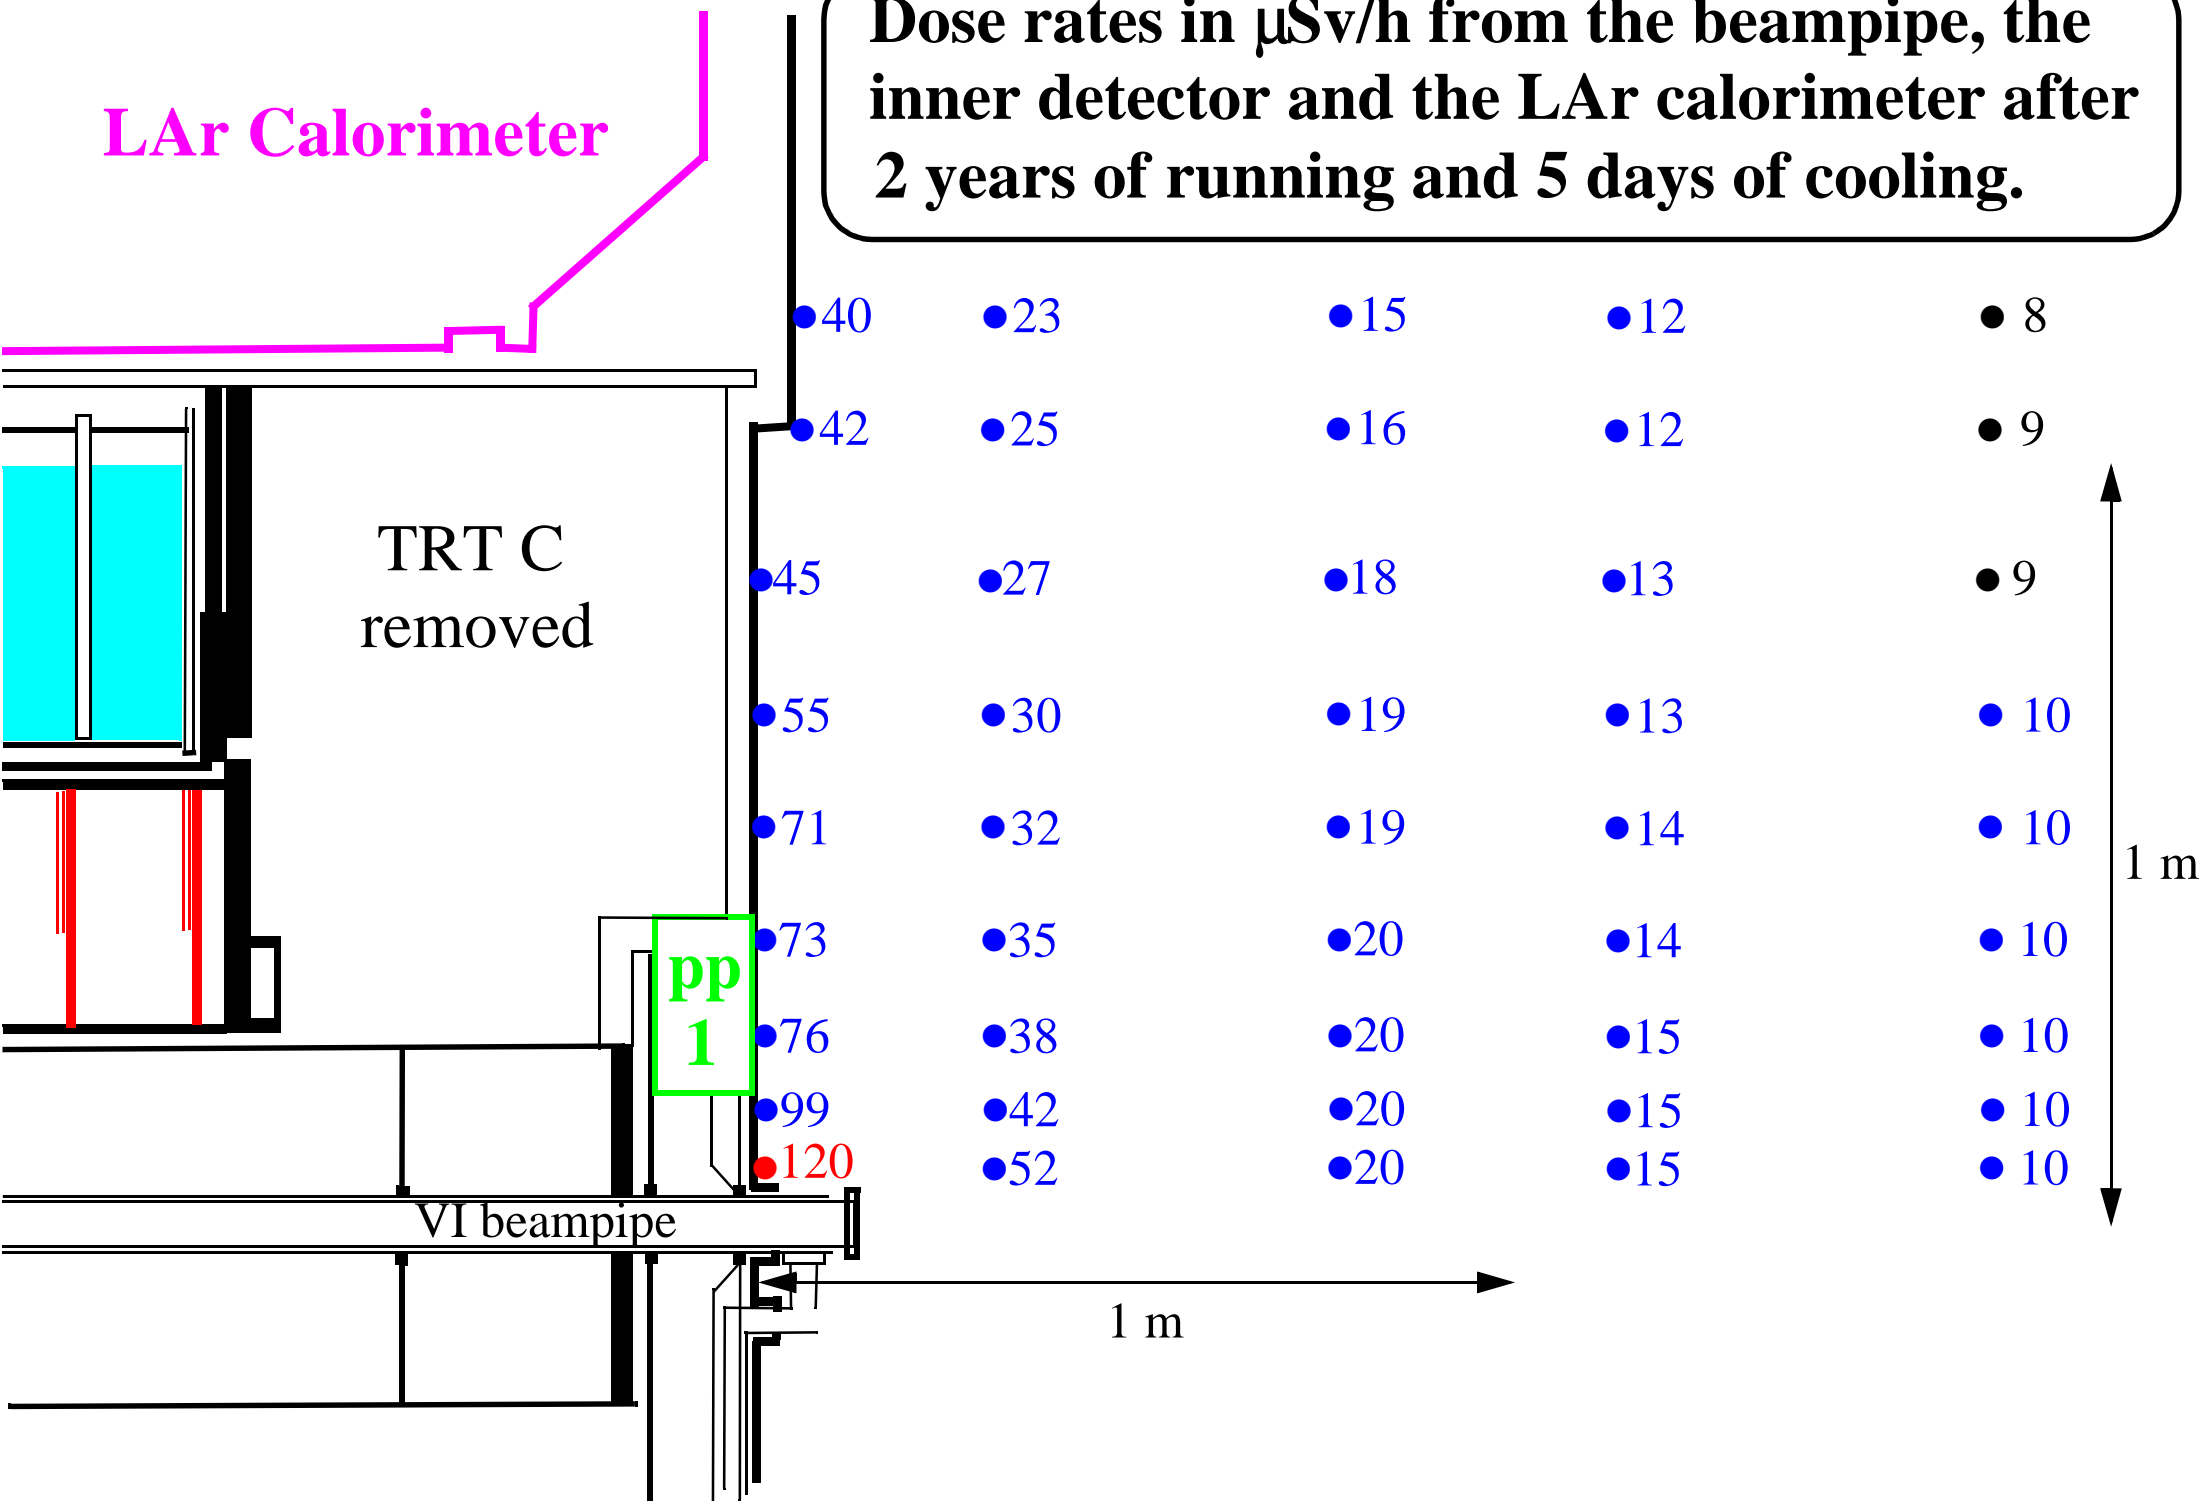 Dose rates in μSv/h from the beampipe, the
inner detector and the LAr calorimeter after
2 years of running and 5 days of cooling.
LAr Calorimeter
40 23 15 12 8
42 25 16 12 9
TRT C
removed
45 27 18 13 9
55 30 19 13 10
71 32 19 14 10
1 m
73 35 20 14 10
pp
1
76 38 20 15 10
99 42 20 15 10
120 52 20 15 10
VI beampipe
1 m